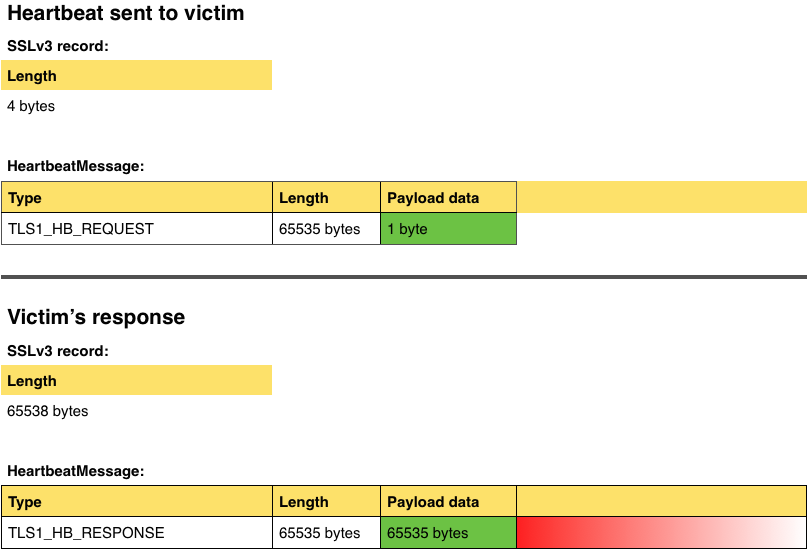 Heartbeat sent to victim
SSLv3 record:
Length
4 bytes
HeartbeatMessage:
Type Length Payload data
TLS1_HB_REQUEST 65535 bytes 1 byte
Victim’s response
SSLv3 record:
Length
65538 bytes
HeartbeatMessage:
Type Length Payload data
TLS1_HB_RESPONSE 65535 bytes 65535 bytes